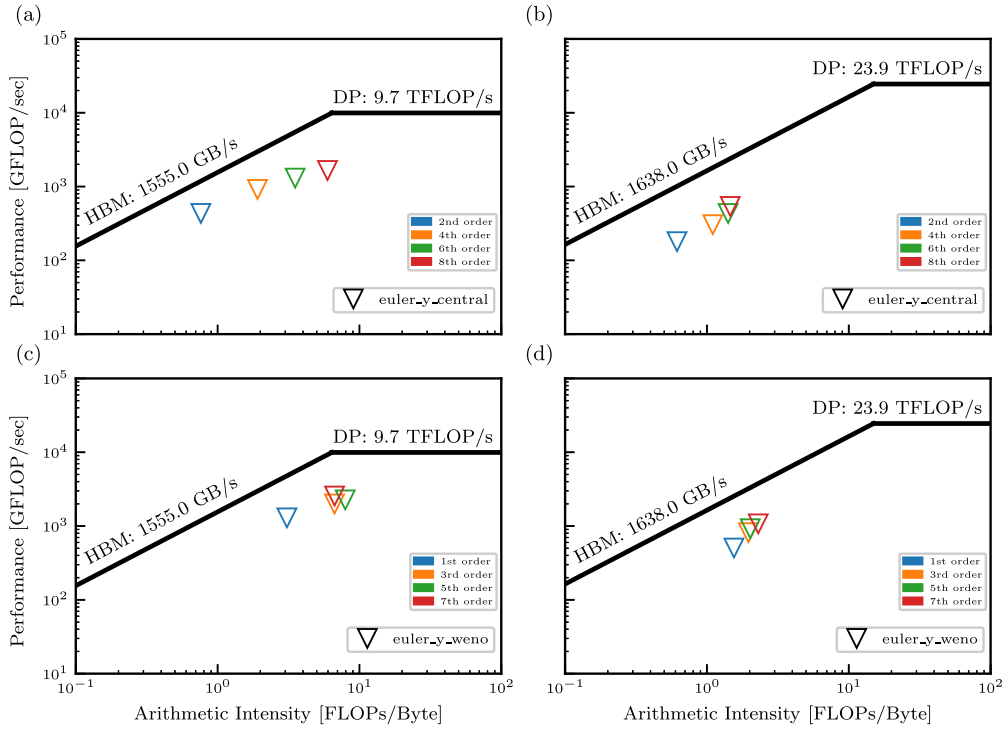 (a)
(b)
10^5
10^4
10^3
10^2
10^1
Performance [GFLOP/sec]
HBM: 1555.0 GB/s
DP: 9.7 TFLOP/s
2nd order
4th order
6th order
8th order
euler_y_central
HBM: 1638.0 GB/s
DP: 23.9 TFLOP/s
2nd order
4th order
6th order
8th order
euler_y_central
(c)
(d)
10^5
10^4
10^3
10^2
10^1
Performance [GFLOP/sec]
HBM: 1555.0 GB/s
DP: 9.7 TFLOP/s
1st order
3rd order
5th order
7th order
euler_y_weno
10^-1
10^0
10^1
10^2
Arithmetic Intensity [FLOPs/Byte]
HBM: 1638.0 GB/s
DP: 23.9 TFLOP/s
1st order
3rd order
5th order
7th order
euler_y_weno
10^-1
10^0
10^1
10^2
Arithmetic Intensity [FLOPs/Byte]